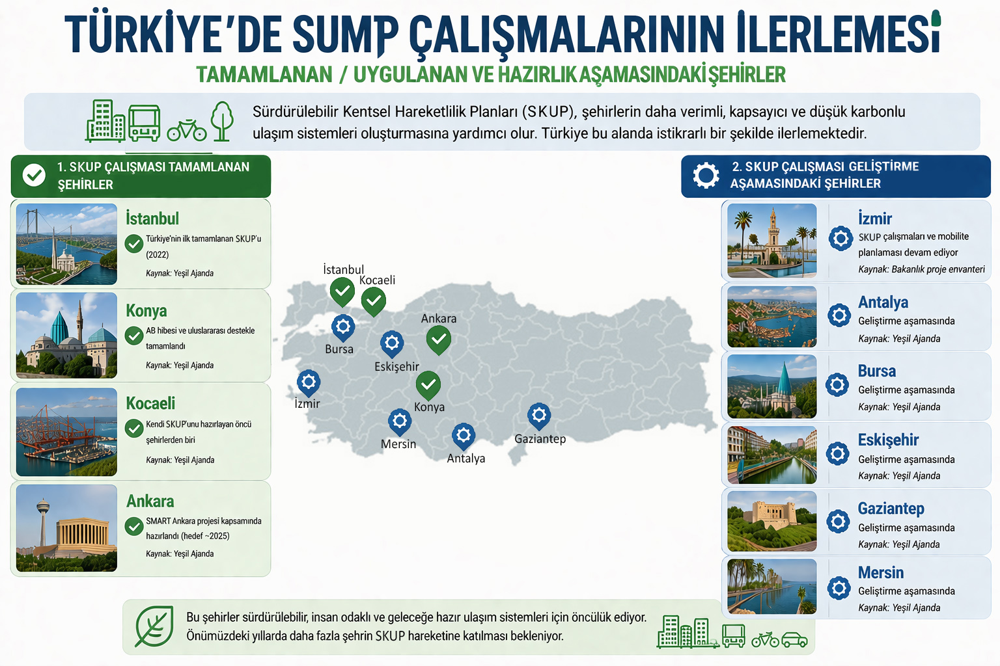 TÜRKİYE'DE SUMP ÇALIŞMALARININ İLERLEMESİ
TAMAMLANAN / UYGULANAN VE HAZIRLIK AŞAMASINDAKİ ŞEHİRLER
Sürdürülebilir Kentsel Hareketlilik Planları (SKUP), şehirlerin daha verimli, kapsayıcı ve düşük karbonlu
ulaşım sistemleri oluşturmasına yardımcı olur. Türkiye bu alanda istikrarlı bir şekilde ilerlemektedir.
1. SKUP ÇALIŞMASI TAMAMLANAN
ŞEHİRLER
İstanbul
Türkiye'nin ilk tamamlanan SKUP'u
(2022)
Kaynak: Yeşil Ajanda
Konya
AB hibesi ve uluslararası destekle
tamamlandı
Kaynak: Yeşil Ajanda
Kocaeli
Kendi SKUP'unu hazırlayan öncü
şehirlerden biri
Kaynak: Yeşil Ajanda
Ankara
SMART Ankara projesi kapsamında
hazırlandı (hedef ~2025)
Kaynak: Yeşil Ajanda
İstanbul
Kocaeli
Ankara
Bursa
Eskişehir
İzmir
Konya
Mersin
Antalya
Gaziantep
2. SKUP ÇALIŞMASI GELİŞTİRME
AŞAMASINDAKİ ŞEHİRLER
İzmir
SKUP çalışmaları ve mobilite
planlaması devam ediyor
Kaynak: Bakanlık proje envanteri
Antalya
Geliştirme aşamasında
Kaynak: Yeşil Ajanda
Bursa
Geliştirme aşamasında
Kaynak: Yeşil Ajanda
Eskişehir
Geliştirme aşamasında
Kaynak: Yeşil Ajanda
Gaziantep
Geliştirme aşamasında
Kaynak: Yeşil Ajanda
Mersin
Geliştirme aşamasında
Kaynak: Yeşil Ajanda
Bu şehirler sürdürülebilir, insan odaklı ve geleceğe hazır ulaşım sistemleri için öncülük ediyor.
Önümüzdeki yıllarda daha fazla şehrin SKUP hareketine katılması bekleniyor.